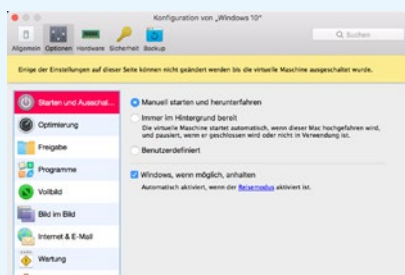 Konfiguration von „Windows 10“
Allgemein Optionen Hardware Sicherheit Backup
Suchen
Einige der Einstellungen auf dieser Seite können nicht geändert werden bis die virtuelle Maschine ausgeschaltet wurde.
Starten und Ausschal...
Optimierung
Freigabe
Programme
Vollbild
Bild im Bild
Internet & E-Mail
Wartung
Manuell starten und herunterfahren
Immer im Hintergrund bereit
Die virtuelle Maschine startet automatisch, wenn dieser Mac hochgefahren wird,
und pausiert, wenn er geschlossen wird oder nicht in Verwendung ist.
Benutzerdefiniert
Windows, wenn möglich, anhalten
Automatisch aktiviert, wenn der Reisemodus aktiviert ist.